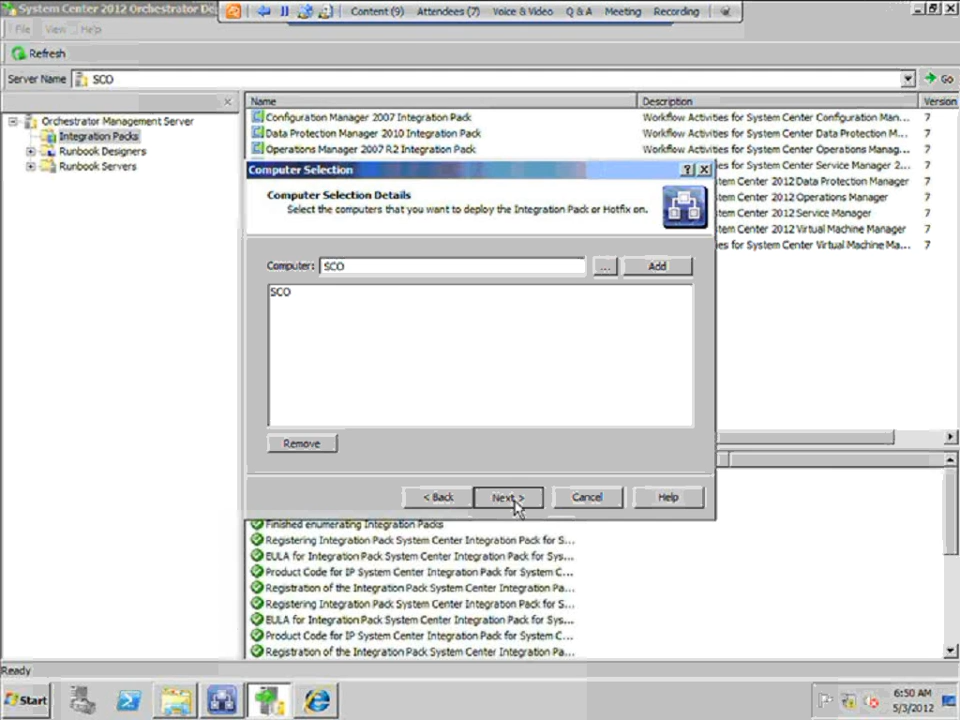 System Center 2012 Orchestrator De
Content (9) Attendees (7) Voice & Video Q & A Meeting Recording
File View Help
Refresh
Server Name SCO Go
Orchestrator Management Server
Integration Packs
Runbook Designers
Runbook Servers
Name Description Version
Configuration Manager 2007 Integration Pack Workflow Activities for System Center Configuration Man... 7
Data Protection Manager 2010 Integration Pack Workflow Activities for System Center Data Protection M... 7
Operations Manager 2007 R2 Integration Pack Workflow Activities for System Center Operations Manag... 7
es for System Center Service Manager 2... 7
tem Center 2012 Data Protection Manager 7
tem Center 2012 Operations Manager 7
tem Center 2012 Service Manager 7
tem Center 2012 Virtual Machine Manager 7
es for System Center Virtual Machine Ma... 7
Computer Selection
Computer Selection Details
Select the computers that you want to deploy the Integration Pack or Hotfix on.
Computer: SCO ... Add
SCO
Remove
< Back Next > Cancel Help
Finished enumerating Integration Packs
Registering Integration Pack System Center Integration Pack for S...
EULA for Integration Pack System Center Integration Pack for Sys...
Product Code for IP System Center Integration Pack for System C...
Registration of the Integration Pack System Center Integration Pa...
Registering Integration Pack System Center Integration Pack for S...
EULA for Integration Pack System Center Integration Pack for Sys...
Product Code for IP System Center Integration Pack for System C...
Registration of the Integration Pack System Center Integration Pa...
Ready
Start
6:50 AM
5/3/2012